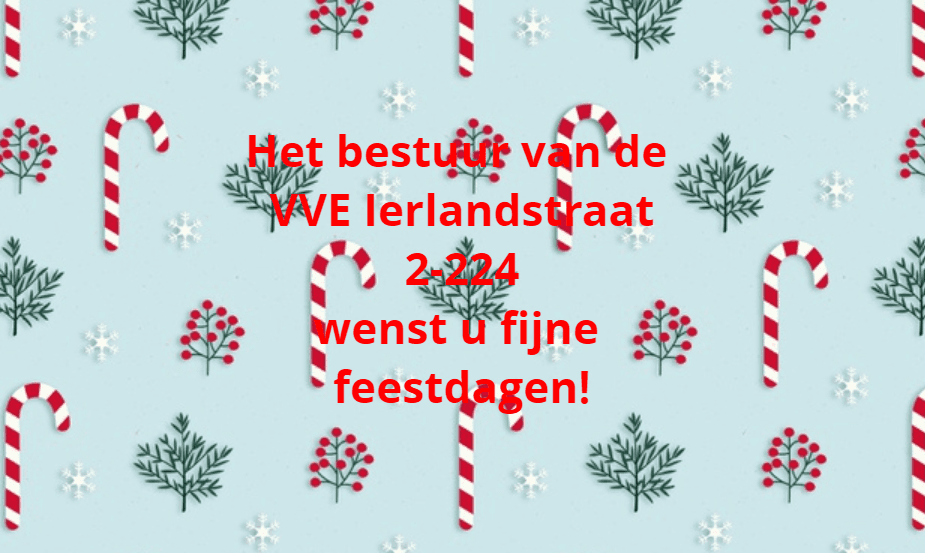 Het bestuur van de
VVE Ierlandstraat
2-224
wenst u fijne
feestdagen!